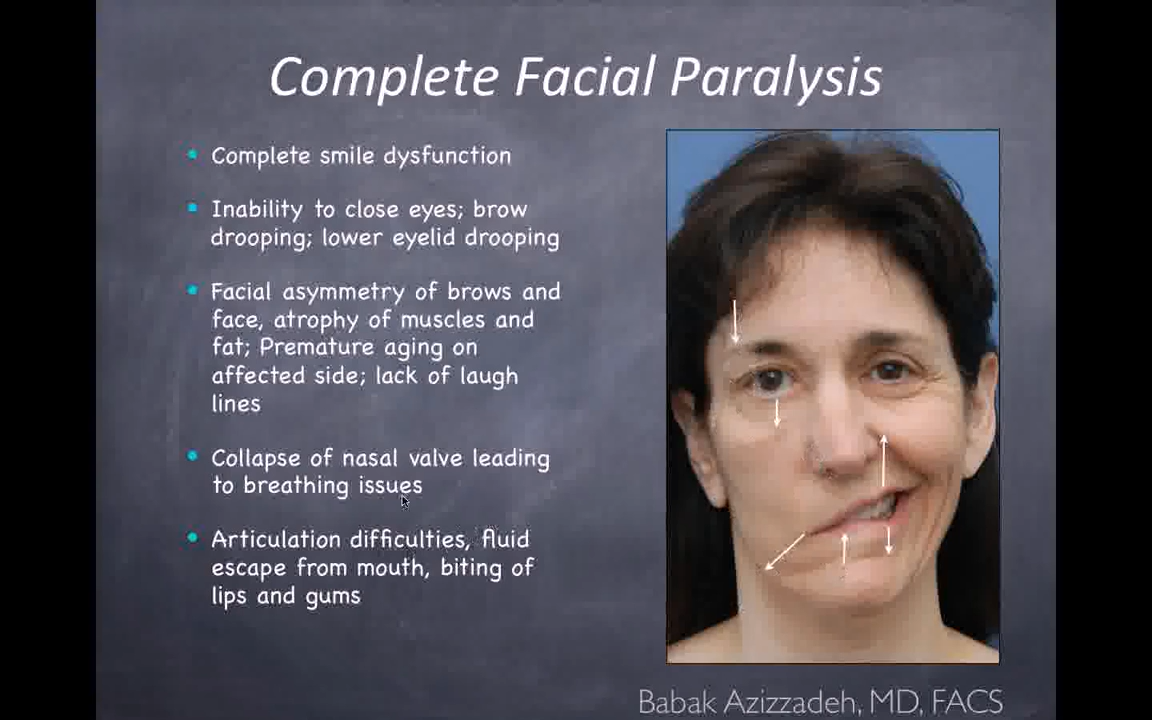 Complete Facial Paralysis
Complete smile dysfunction
Inability to close eyes; brow
drooping; lower eyelid drooping
Facial asymmetry of brows and
face, atrophy of muscles and
fat; Premature aging on
affected side; lack of laugh
lines
Collapse of nasal valve leading
to breathing issues
Articulation difficulties, fluid
escape from mouth, biting of
lips and gums
Babak Azizzadeh, MD, FACS